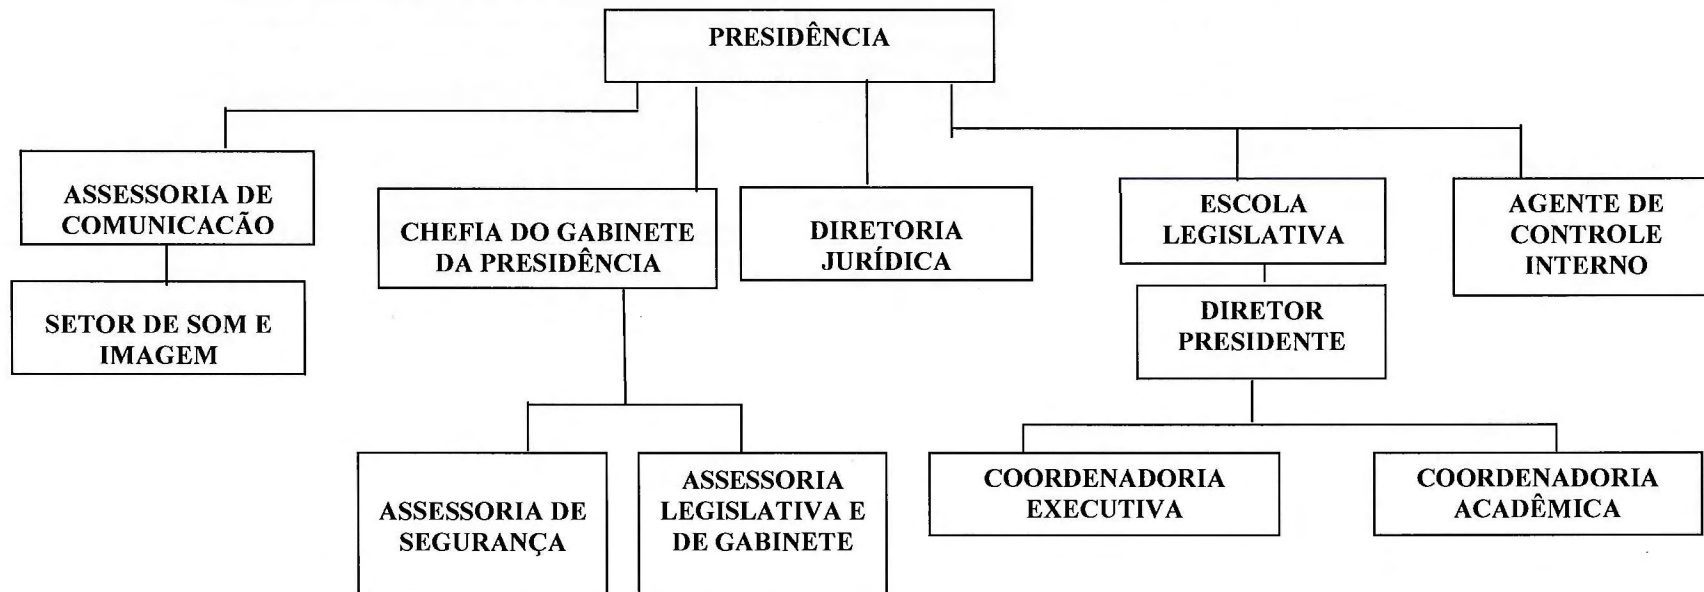 PRESIDÊNCIA
ASSESSORIA DE
COMUNICACÃO
CHEFIA DO GABINETE
DA PRESIDÊNCIA
DIRETORIA
JURÍDICA
ESCOLA
LEGISLATIVA
AGENTE DE
CONTROLE
INTERNO
SETOR DE SOM E
IMAGEM
DIRETOR
PRESIDENTE
ASSESSORIA DE
SEGURANÇA
ASSESSORIA
LEGISLATIVA E
DE GABINETE
COORDENADORIA
EXECUTIVA
COORDENADORIA
ACADÊMICA